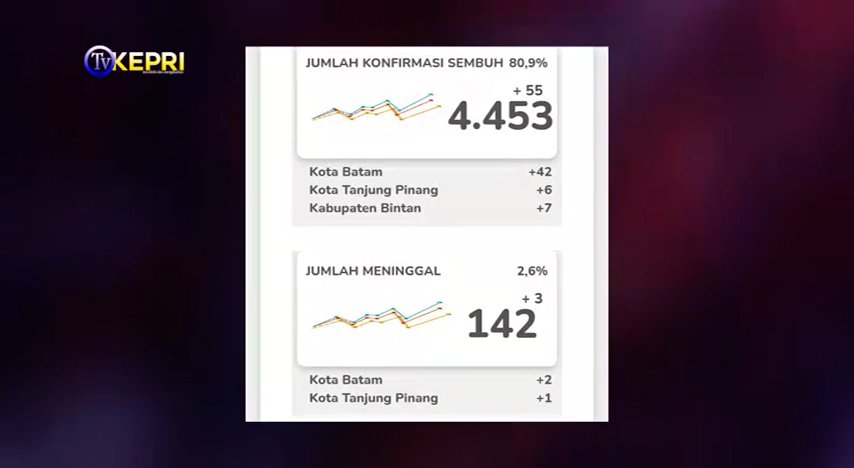 TvKEPRI
JUMLAH KONFIRMASI SEMBUH 80,9%
+ 55
4.453
Kota Batam +42
Kota Tanjung Pinang +6
Kabupaten Bintan +7
JUMLAH MENINGGAL 2,6%
+ 3
142
Kota Batam +2
Kota Tanjung Pinang +1